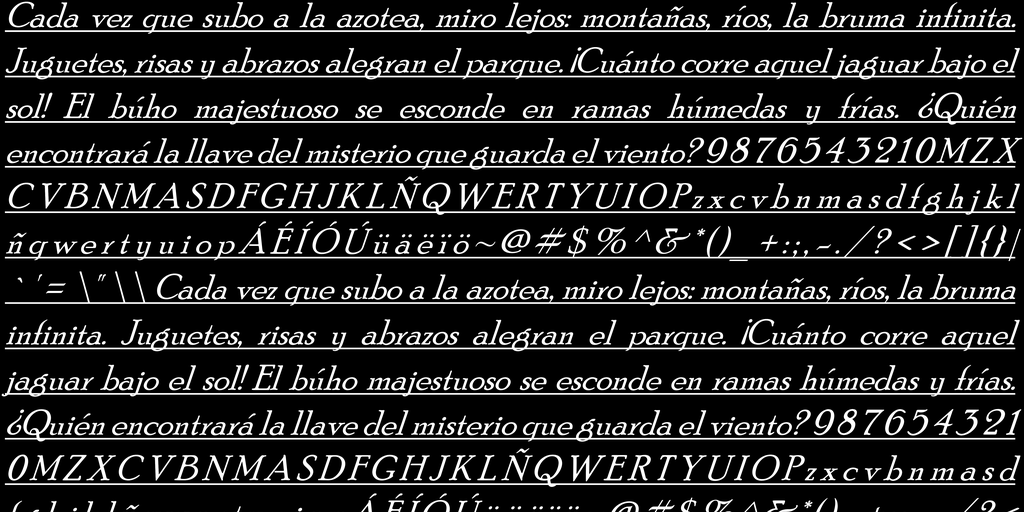 Cada vez que subo a la azotea, miro lejos: montañas, ríos, la bruma infinita.
Juguetes, risas y abrazos alegran el parque. ¡Cuánto corre aquel jaguar bajo el
sol! El búho majestuoso se esconde en ramas húmedas y frías. ¿Quién
encontrará la llave del misterio que guarda el viento?9876543210MZX
CVBNMASDFGHJKLÑQWERTYUIOPzxcvbnmasdfghjkl
ñqwertyuiopÁÉÍÓÚüäëïö~@#$%^&*()_+:;,-./?<>[]{}|
`'=\"\\Cada vez que subo a la azotea, miro lejos: montañas, ríos, la bruma
infinita. Juguetes, risas y abrazos alegran el parque. ¡Cuánto corre aquel
jaguar bajo el sol! El búho majestuoso se esconde en ramas húmedas y frías.
¿Quién encontrará la llave del misterio que guarda el viento?987654321
0MZXCVBNMASDFGHJKLÑQWERTYUIOPzxcvbnmasd